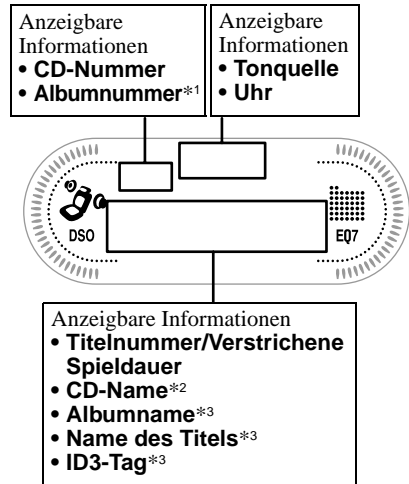 Anzeigbare
Informationen
• CD-Nummer
• Albumnummer*1
Anzeigbare
Informationen
• Tonquelle
• Uhr
DSO
EQ7
Anzeigbare Informationen
• Titelnummer/Verstrichene
Spieldauer
• CD-Name*2
• Albumname*3
• Name des Titels*3
• ID3-Tag*3